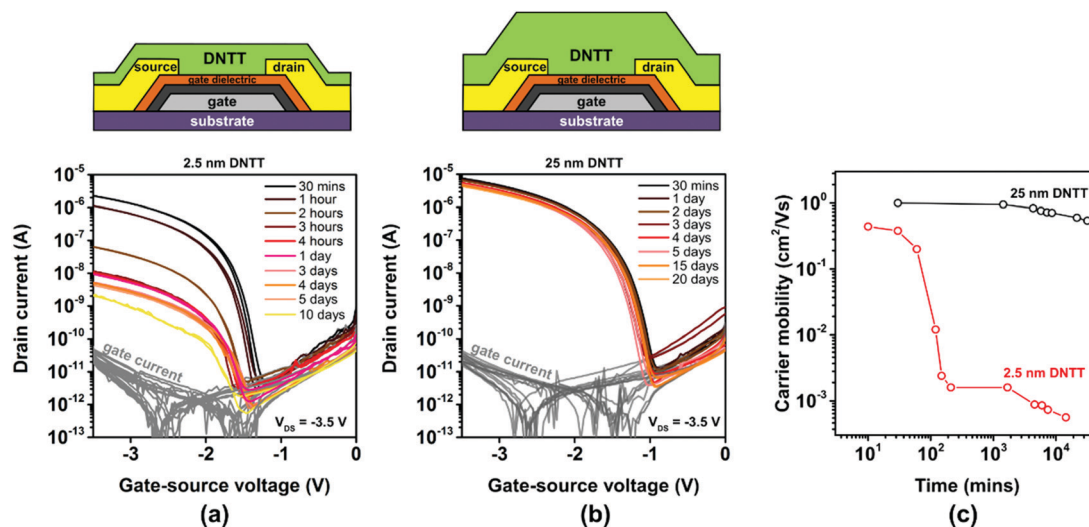 DNTT
source
drain
gate dielectric
gate
substrate
DNTT
source
drain
gate dielectric
gate
substrate
2.5 nm DNTT
10⁻⁵
10⁻⁶
10⁻⁷
10⁻⁸
10⁻⁹
10⁻¹⁰
10⁻¹¹
10⁻¹²
10⁻¹³
Drain current (A)
30 mins
1 hour
2 hours
3 hours
4 hours
1 day
3 days
4 days
5 days
10 days
gate current
V_DS = -3.5 V
-3 -2 -1 0
Gate-source voltage (V)
(a)
25 nm DNTT
10⁻⁵
10⁻⁶
10⁻⁷
10⁻⁸
10⁻⁹
10⁻¹⁰
10⁻¹¹
10⁻¹²
10⁻¹³
Drain current (A)
30 mins
1 day
2 days
3 days
4 days
5 days
15 days
20 days
gate current
V_DS = -3.5 V
-3 -2 -1 0
Gate-source voltage (V)
(b)
10⁰
10⁻¹
10⁻²
10⁻³
Carrier mobility (cm²/Vs)
25 nm DNTT
2.5 nm DNTT
10¹ 10² 10³ 10⁴
Time (mins)
(c)